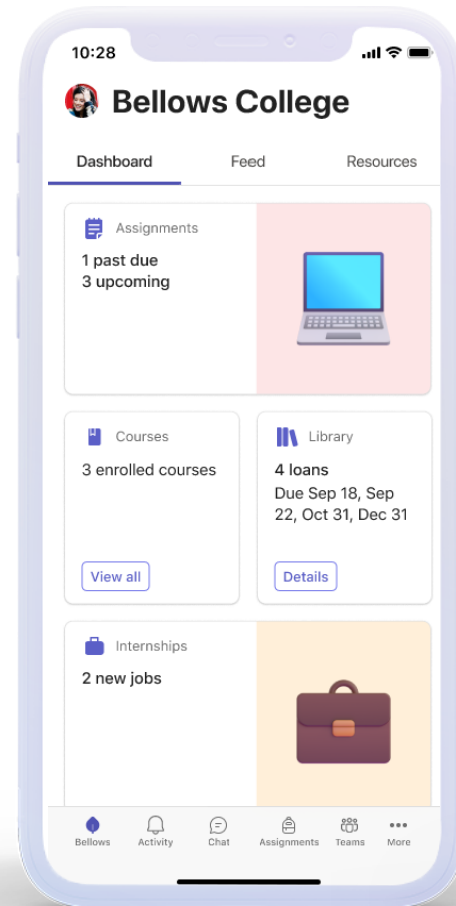 10:28
Bellows College
Dashboard Feed Resources
Assignments
1 past due
3 upcoming
Courses
3 enrolled courses
View all
Library
4 loans
Due Sep 18, Sep
22, Oct 31, Dec 31
Details
Internships
2 new jobs
Bellows Activity Chat Assignments Teams More